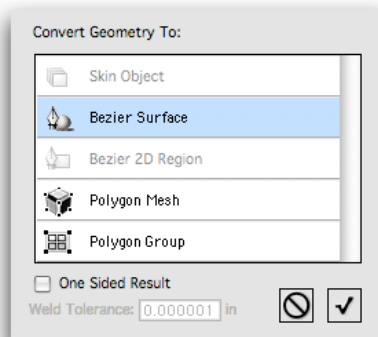 Convert Geometry To:
Skin Object
Bezier Surface
Bezier 2D Region
Polygon Mesh
Polygon Group
One Sided Result
Weld Tolerance: 0.000001 in